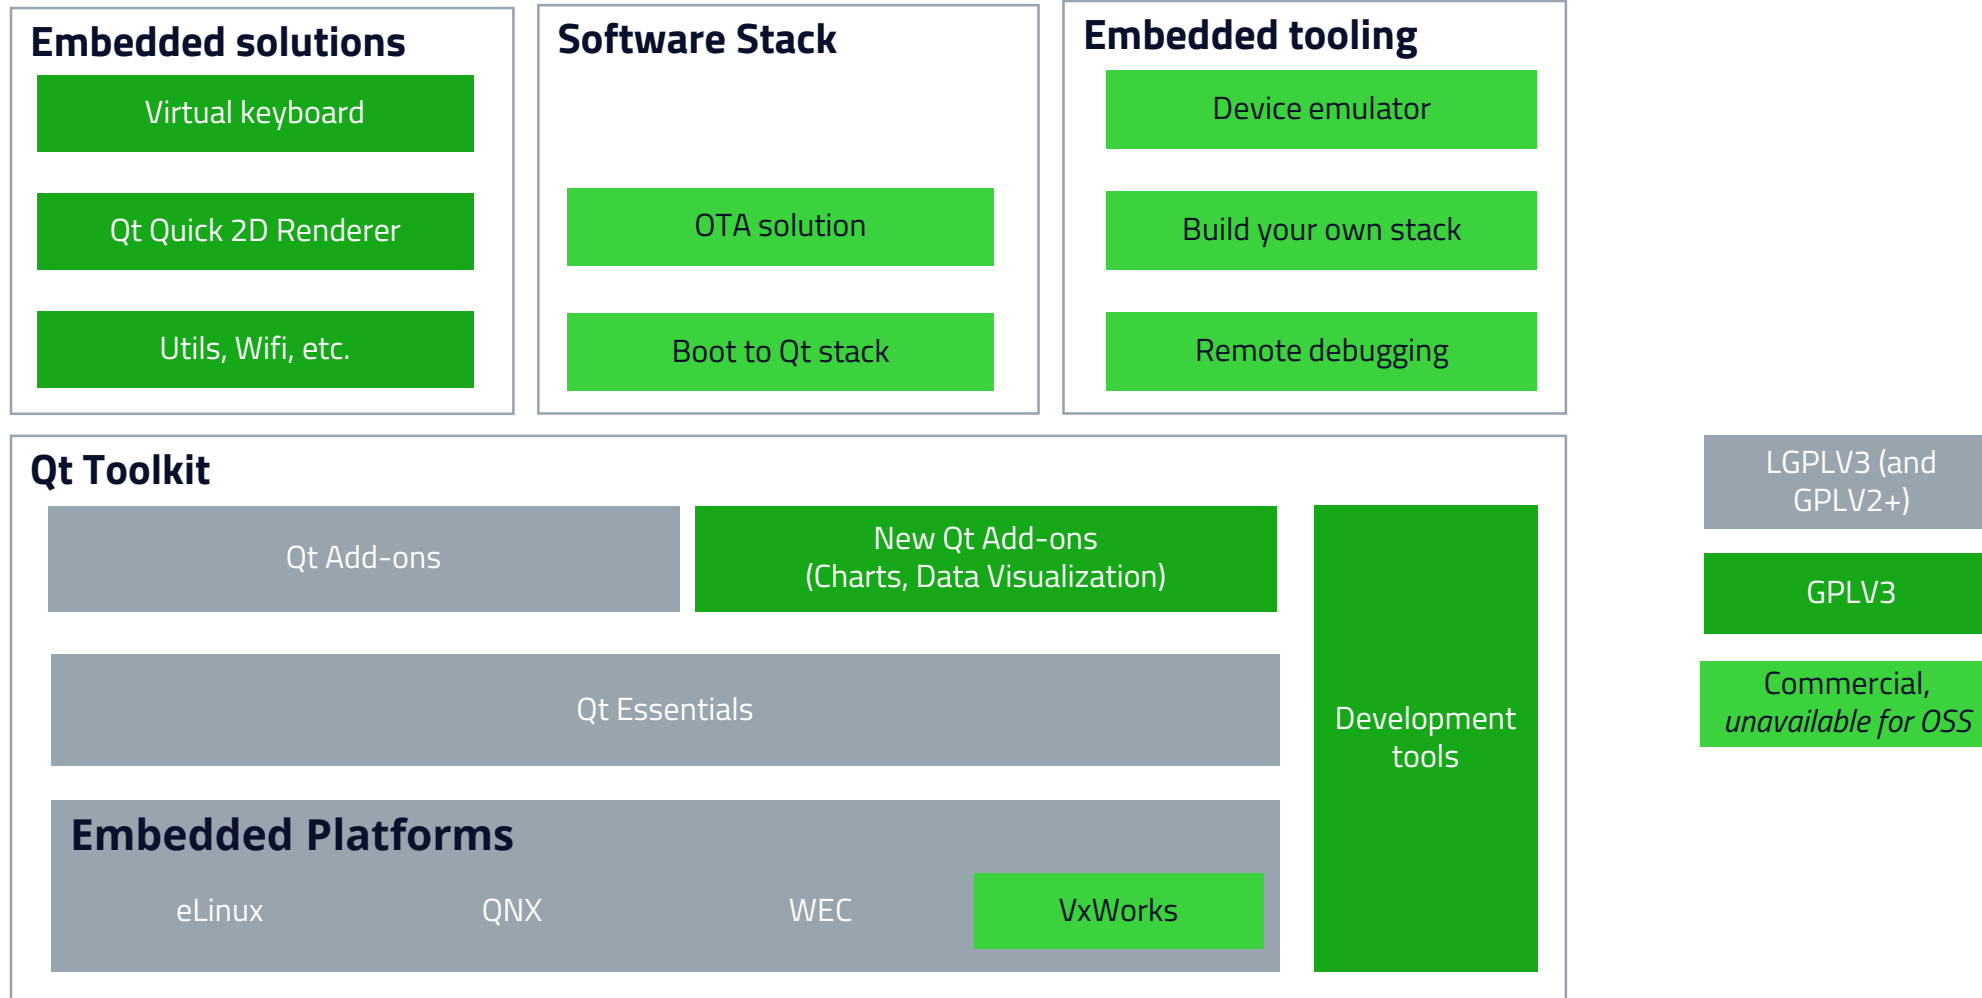 Embedded solutions
Virtual keyboard
Qt Quick 2D Renderer
Utils, Wifi, etc.
Software Stack
OTA solution
Boot to Qt stack
Embedded tooling
Device emulator
Build your own stack
Remote debugging
Qt Toolkit
Qt Add-ons
New Qt Add-ons
(Charts, Data Visualization)
Qt Essentials
Embedded Platforms
eLinux
QNX
WEC
VxWorks
Development
tools
LGPLV3 (and
GPLV2+)
GPLV3
Commercial,
unavailable for OSS